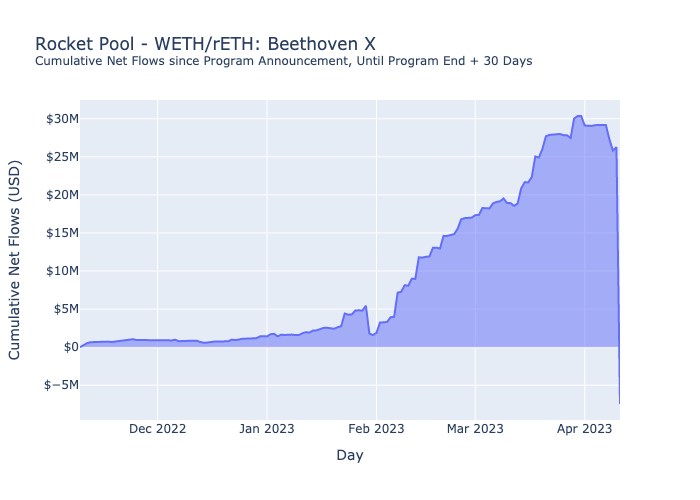 Rocket Pool - WETH/rETH: Beethoven X
Cumulative Net Flows since Program Announcement, Until Program End + 30 Days
Cumulative Net Flows (USD)
$30M
$25M
$20M
$15M
$10M
$5M
$0
$−5M
Dec 2022
Jan 2023
Feb 2023
Mar 2023
Apr 2023
Day